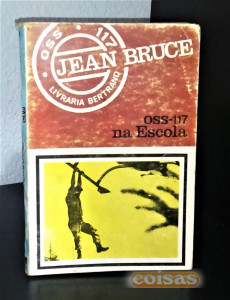 OSS 117
JEAN BRUCE
LIVRARIA BERTRAND
OSS-117
na Escola
coisas